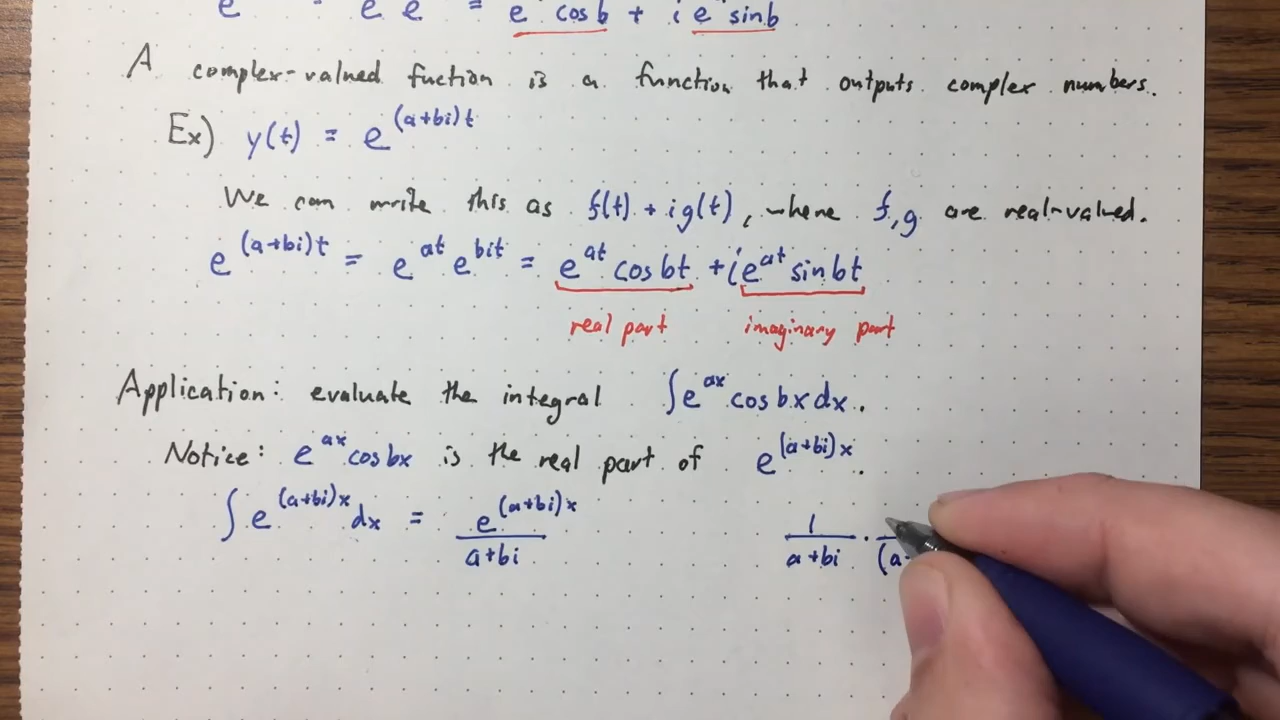 e = e e = e cos b + i e sin b
A complex-valued fuction is a function that outputs complex numbers.
Ex) y(t) = e^(a+bi)t
We can write this as f(t) + ig(t), where f,g are real-valued.
e^(a+bi)t = e^at e^bit = e^at cos bt + i e^at sin bt
real part imaginary part
Application: evaluate the integral ∫e^ax cos bx dx.
Notice: e^ax cos bx is the real part of e^(a+bi)x.
∫e^(a+bi)x dx = e^(a+bi)x / a+bi 1 / a+bi · (a-